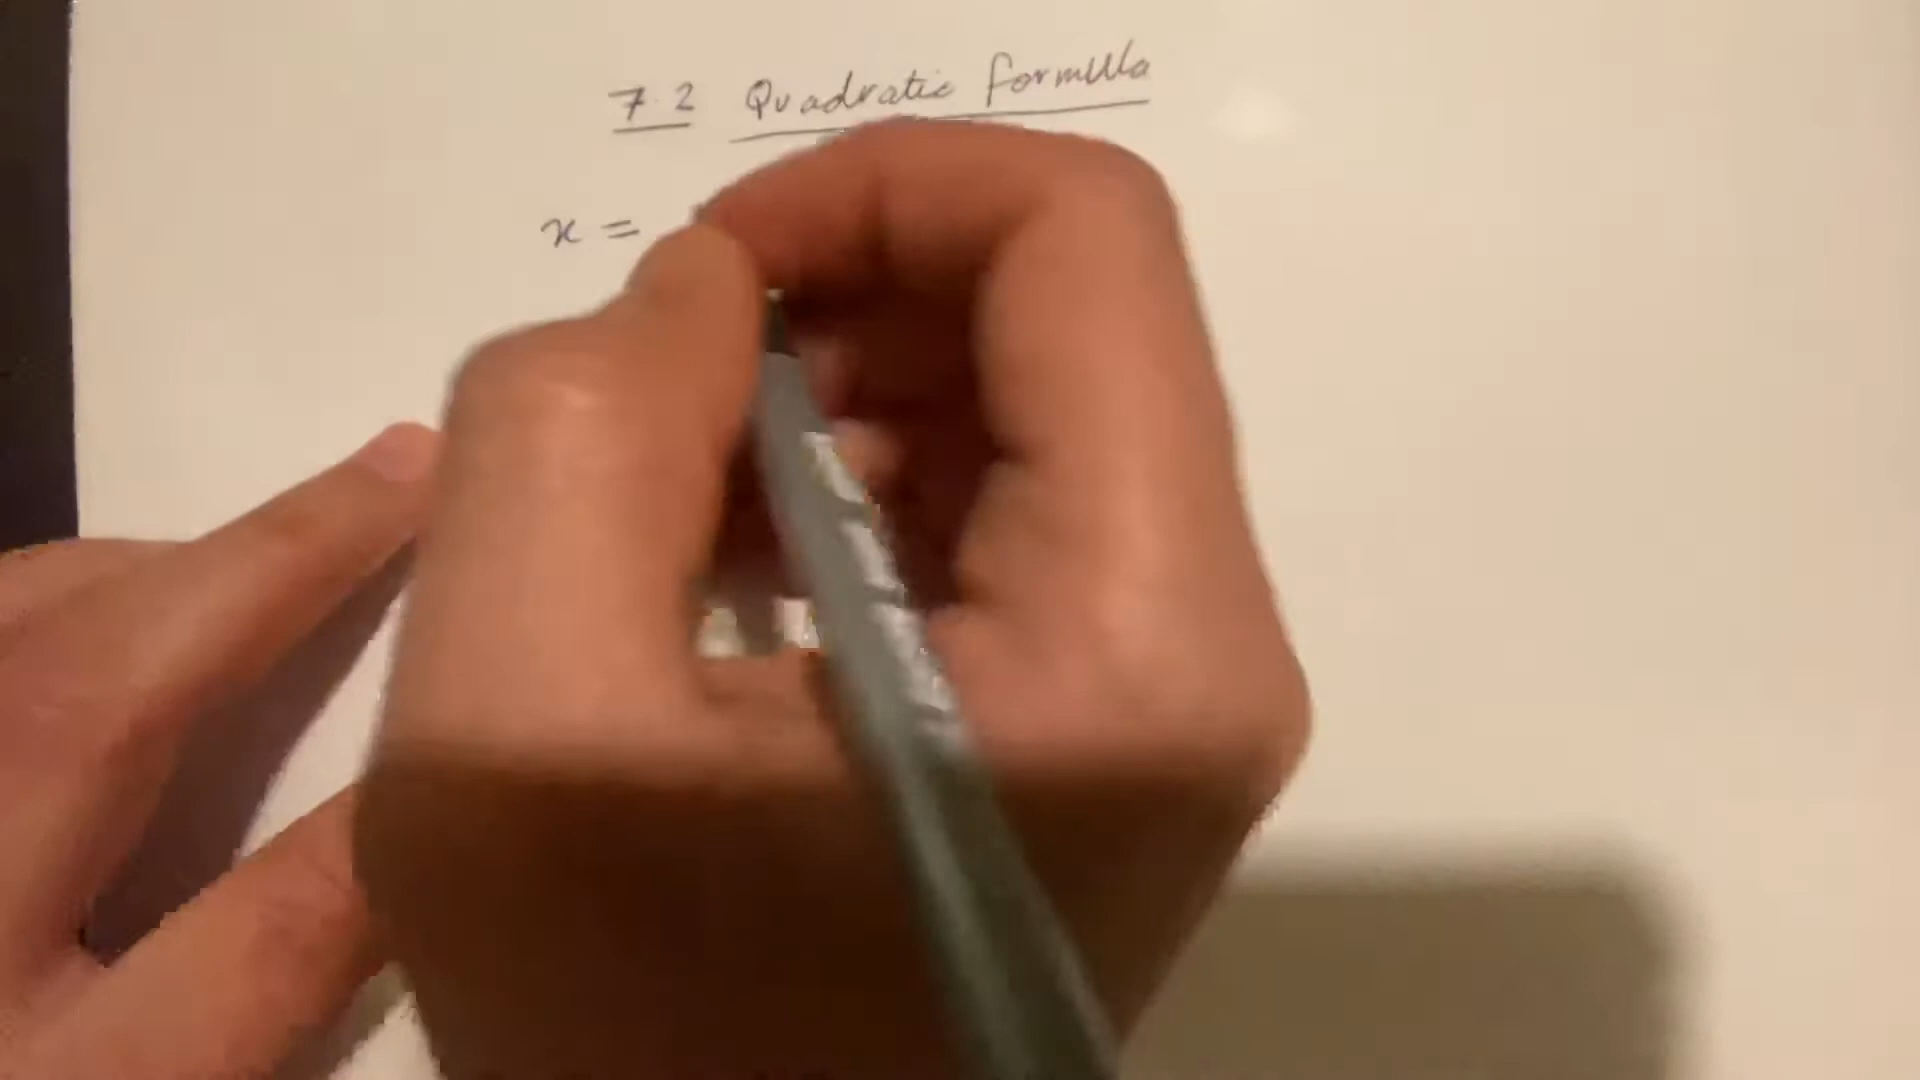 7.2 Quadratic formula
x =